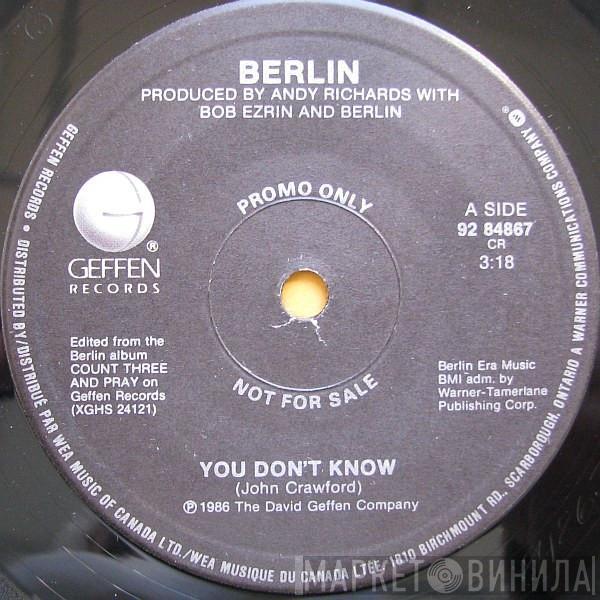 BERLIN
PRODUCED BY ANDY RICHARDS WITH
BOB EZRIN AND BERLIN
PROMO ONLY
A SIDE
92 84867
CR
3:18
G
®
GEFFEN
RECORDS
Edited from the
Berlin album
COUNT THREE
AND PRAY on
Geffen Records
(XGHS 24121)
Berlin Era Music
BMI adm. by
Warner-Tamerlane
Publishing Corp.
NOT FOR SALE
YOU DON'T KNOW
(John Crawford)
℗1986 The David Geffen Company
GEFFEN RECORDS • DISTRIBUTED BY/DISTRIBUÉ PAR WEA MUSIC OF CANADA LTD./WEA MUSIQUE DU CANADA LTÉE/1810 BIRCHMOUNT RD., SCARBOROUGH, ONTARIO A WARNER COMMUNICATIONS COMPANY
МАРКЕТ ВИНИЛА